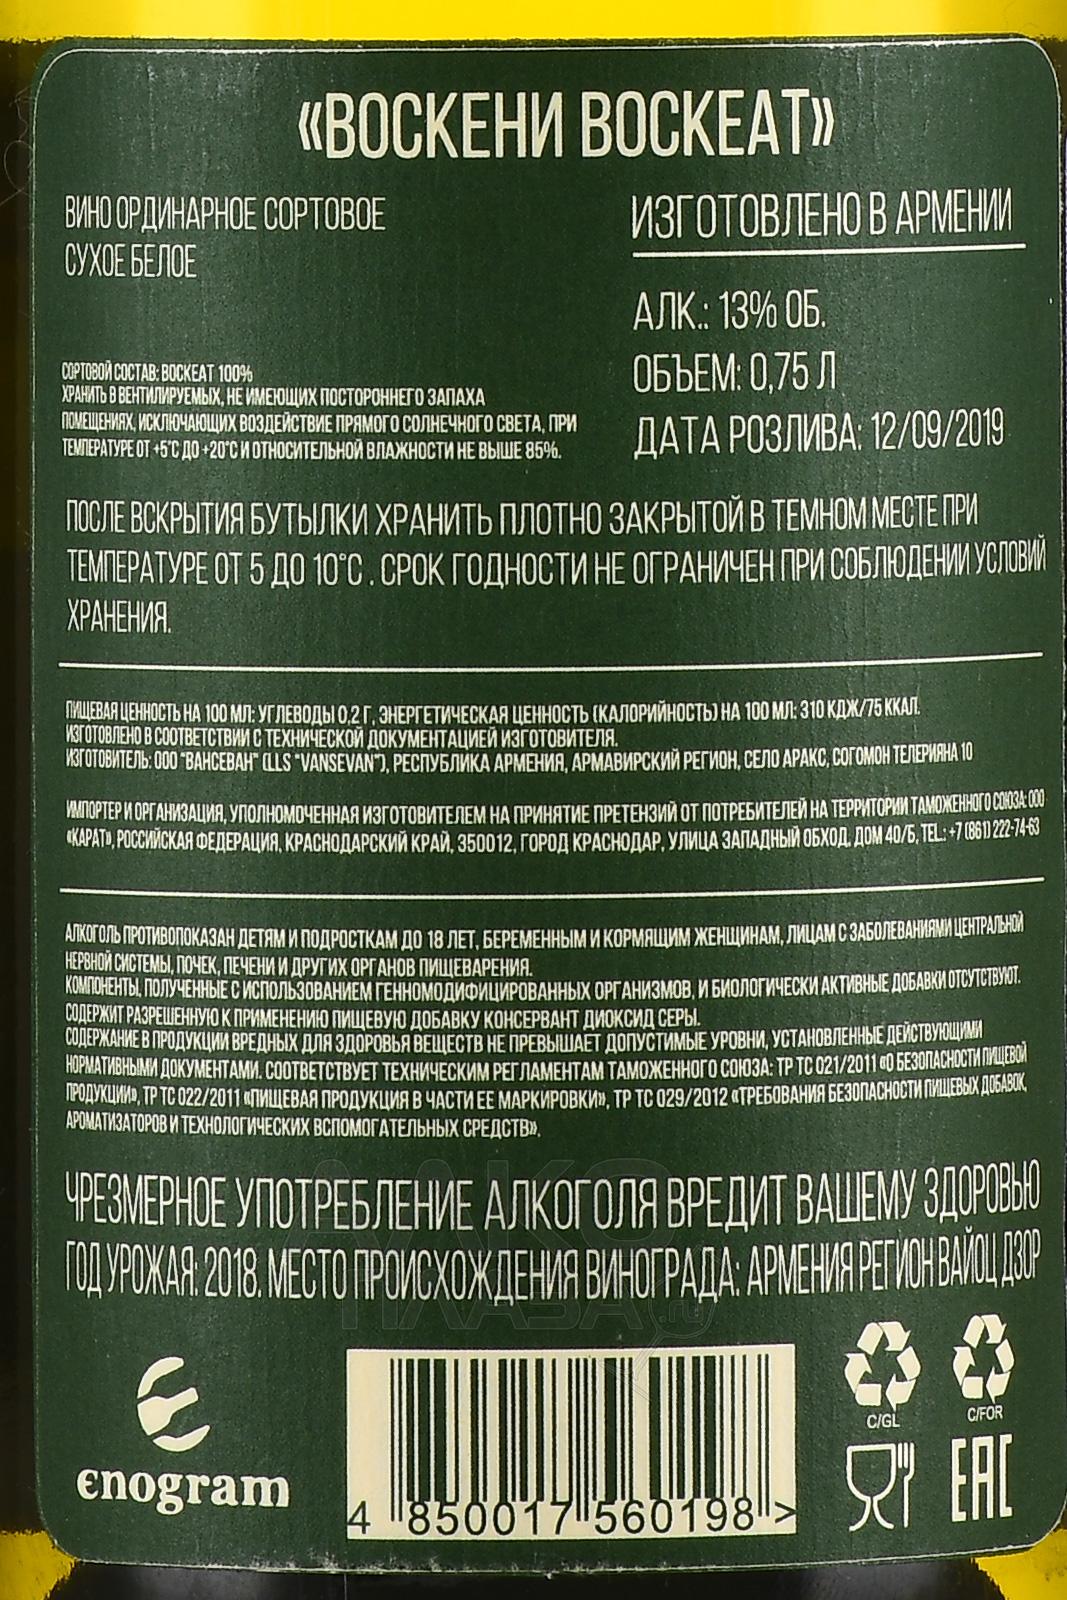 «ВОСКЕНИ ВОСКЕАТ»
ВИНО ОРДИНАРНОЕ СОРТОВОЕ
СУХОЕ БЕЛОЕ
ИЗГОТОВЛЕНО В АРМЕНИИ
АЛК.: 13% ОБ.
ОБЪЕМ: 0,75 Л
ДАТА РОЗЛИВА: 12/09/2019
СОРТОВОЙ СОСТАВ: ВОСКЕАТ 100%
ХРАНИТЬ В ВЕНТИЛИРУЕМЫХ, НЕ ИМЕЮЩИХ ПОСТОРОННЕГО ЗАПАХА
ПОМЕЩЕНИЯХ, ИСКЛЮЧАЮЩИХ ВОЗДЕЙСТВИЕ ПРЯМОГО СОЛНЕЧНОГО СВЕТА, ПРИ
ТЕМПЕРАТУРЕ ОТ +5°С ДО +20°С И ОТНОСИТЕЛЬНОЙ ВЛАЖНОСТИ НЕ ВЫШЕ 85%.
ПОСЛЕ ВСКРЫТИЯ БУТЫЛКИ ХРАНИТЬ ПЛОТНО ЗАКРЫТОЙ В ТЕМНОМ МЕСТЕ ПРИ
ТЕМПЕРАТУРЕ ОТ 5 ДО 10°С . СРОК ГОДНОСТИ НЕ ОГРАНИЧЕН ПРИ СОБЛЮДЕНИИ УСЛОВИЙ
ХРАНЕНИЯ.
ПИЩЕВАЯ ЦЕННОСТЬ НА 100 МЛ: УГЛЕВОДЫ 0,2 Г, ЭНЕРГЕТИЧЕСКАЯ ЦЕННОСТЬ (КАЛОРИЙНОСТЬ) НА 100 МЛ: 310 КДЖ/75 ККАЛ.
ИЗГОТОВЛЕНО В СООТВЕТСТВИИ С ТЕХНИЧЕСКОЙ ДОКУМЕНТАЦИЕЙ ИЗГОТОВИТЕЛЯ.
ИЗГОТОВИТЕЛЬ: ООО "ВАНСЕВАН" (LLS "VANSEVAN"), РЕСПУБЛИКА АРМЕНИЯ, АРМАВИРСКИЙ РЕГИОН, СЕЛО АРАКС, СОГОМОН ТЕЛЕРИЯНА 10
ИМПОРТЕР И ОРГАНИЗАЦИЯ, УПОЛНОМОЧЕННАЯ ИЗГОТОВИТЕЛЕМ НА ПРИНЯТИЕ ПРЕТЕНЗИЙ ОТ ПОТРЕБИТЕЛЕЙ НА ТЕРРИТОРИИ ТАМОЖЕННОГО СОЮЗА: ООО
«КАРАТ», РОССИЙСКАЯ ФЕДЕРАЦИЯ, КРАСНОДАРСКИЙ КРАЙ, 350012, ГОРОД КРАСНОДАР, УЛИЦА ЗАПАДНЫЙ ОБХОД, ДОМ 40/Б, TEL.: +7 (861) 222-74-63
АЛКОГОЛЬ ПРОТИВОПОКАЗАН ДЕТЯМ И ПОДРОСТКАМ ДО 18 ЛЕТ, БЕРЕМЕННЫМ И КОРМЯЩИМ ЖЕНЩИНАМ, ЛИЦАМ С ЗАБОЛЕВАНИЯМИ ЦЕНТРАЛЬНОЙ
НЕРВНОЙ СИСТЕМЫ, ПОЧЕК, ПЕЧЕНИ И ДРУГИХ ОРГАНОВ ПИЩЕВАРЕНИЯ.
КОМПОНЕНТЫ, ПОЛУЧЕННЫЕ С ИСПОЛЬЗОВАНИЕМ ГЕННОМОДИФИЦИРОВАННЫХ ОРГАНИЗМОВ, И БИОЛОГИЧЕСКИ АКТИВНЫЕ ДОБАВКИ ОТСУТСТВУЮТ.
СОДЕРЖИТ РАЗРЕШЕННУЮ К ПРИМЕНЕНИЮ ПИЩЕВУЮ ДОБАВКУ КОНСЕРВАНТ ДИОКСИД СЕРЫ.
СОДЕРЖАНИЕ В ПРОДУКЦИИ ВРЕДНЫХ ДЛЯ ЗДОРОВЬЯ ВЕЩЕСТВ НЕ ПРЕВЫШАЕТ ДОПУСТИМЫЕ УРОВНИ, УСТАНОВЛЕННЫЕ ДЕЙСТВУЮЩИМИ
НОРМАТИВНЫМИ ДОКУМЕНТАМИ. СООТВЕТСТВУЕТ ТЕХНИЧЕСКИМ РЕГЛАМЕНТАМ ТАМОЖЕННОГО СОЮЗА: ТР ТС 021/2011 «О БЕЗОПАСНОСТИ ПИЩЕВОЙ
ПРОДУКЦИИ», ТР ТС 022/2011 «ПИЩЕВАЯ ПРОДУКЦИЯ В ЧАСТИ ЕЕ МАРКИРОВКИ», ТР ТС 029/2012 «ТРЕБОВАНИЯ БЕЗОПАСНОСТИ ПИЩЕВЫХ ДОБАВОК,
АРОМАТИЗАТОРОВ И ТЕХНОЛОГИЧЕСКИХ ВСПОМОГАТЕЛЬНЫХ СРЕДСТВ».
ЧРЕЗМЕРНОЕ УПОТРЕБЛЕНИЕ АЛКОГОЛЯ ВРЕДИТ ВАШЕМУ ЗДОРОВЬЮ
ГОД УРОЖАЯ: 2018. МЕСТО ПРОИСХОЖДЕНИЯ ВИНОГРАДА: АРМЕНИЯ РЕГИОН ВАЙОЦ ДЗОР
АЛКО
ПЛАЗА.ru
C/GL
C/FOR
EAC
enogram
4 850017 560198 >